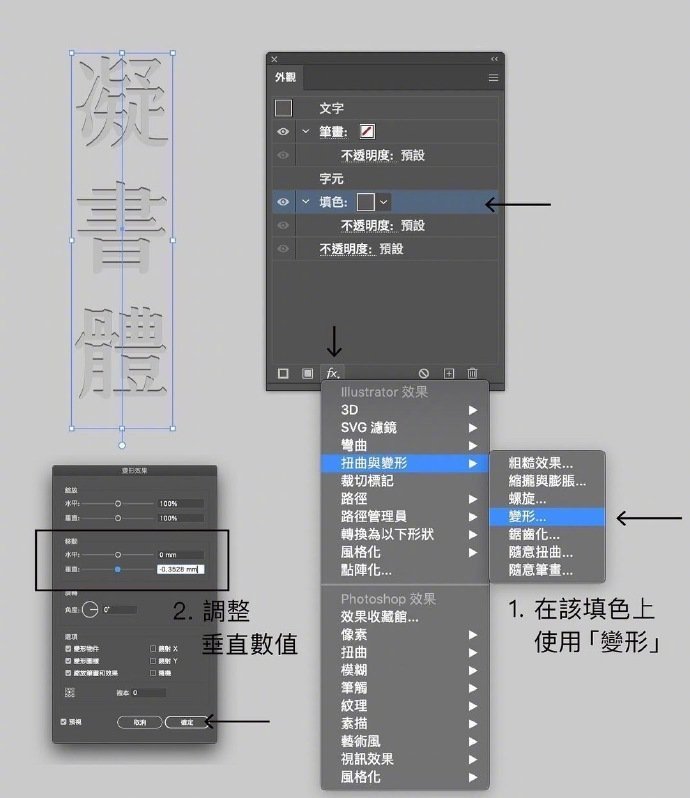 凝
書
體
外觀
文字
筆畫:
不透明度: 預設
字元
填色:
不透明度: 預設
不透明度: 預設
fx.
Illustrator 效果
3D
SVG 濾鏡
彎曲
扭曲與變形
裁切標記
路徑
路徑管理員
轉換為以下形狀
風格化
點陣化...
Photoshop 效果
效果收藏館...
像素
扭曲
模糊
筆觸
紋理
素描
藝術風
視訊效果
風格化
粗糙效果...
縮攏與膨脹...
螺旋...
變形...
鋸齒化...
隨意扭曲...
隨意筆畫...
1. 在該填色上
使用「變形」
變形效果
縮放
水平: 100%
垂直: 100%
移動
水平: 0 mm
垂直: -0.3528 mm
旋轉
角度: 0°
選項
變形物件
鏡射 X
變形圖樣
鏡射 Y
縮放筆畫和效果
隨機
複本 0
預視
取消
確定
2. 調整
垂直數值